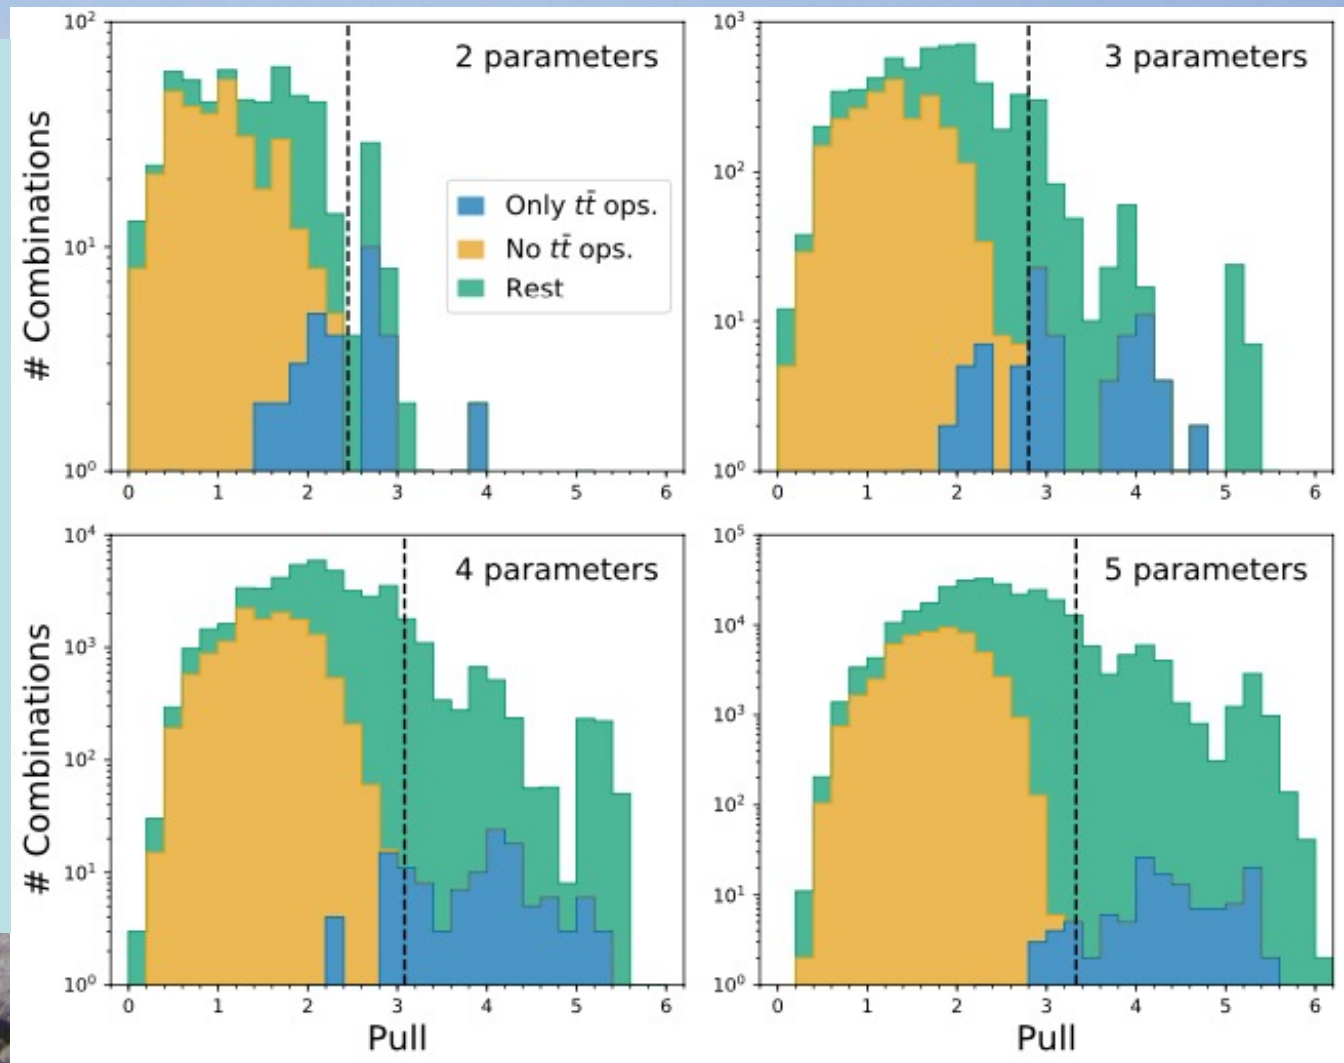 10²
10¹
10⁰
# Combinations
2 parameters
Only tt̄ ops.
No tt̄ ops.
Rest
0 1 2 3 4 5 6
10³
10²
10¹
10⁰
3 parameters
0 1 2 3 4 5 6
10⁴
10³
10²
10¹
10⁰
# Combinations
4 parameters
0 1 2 3 4 5 6
Pull
10⁵
10⁴
10³
10²
10¹
10⁰
5 parameters
0 1 2 3 4 5 6
Pull